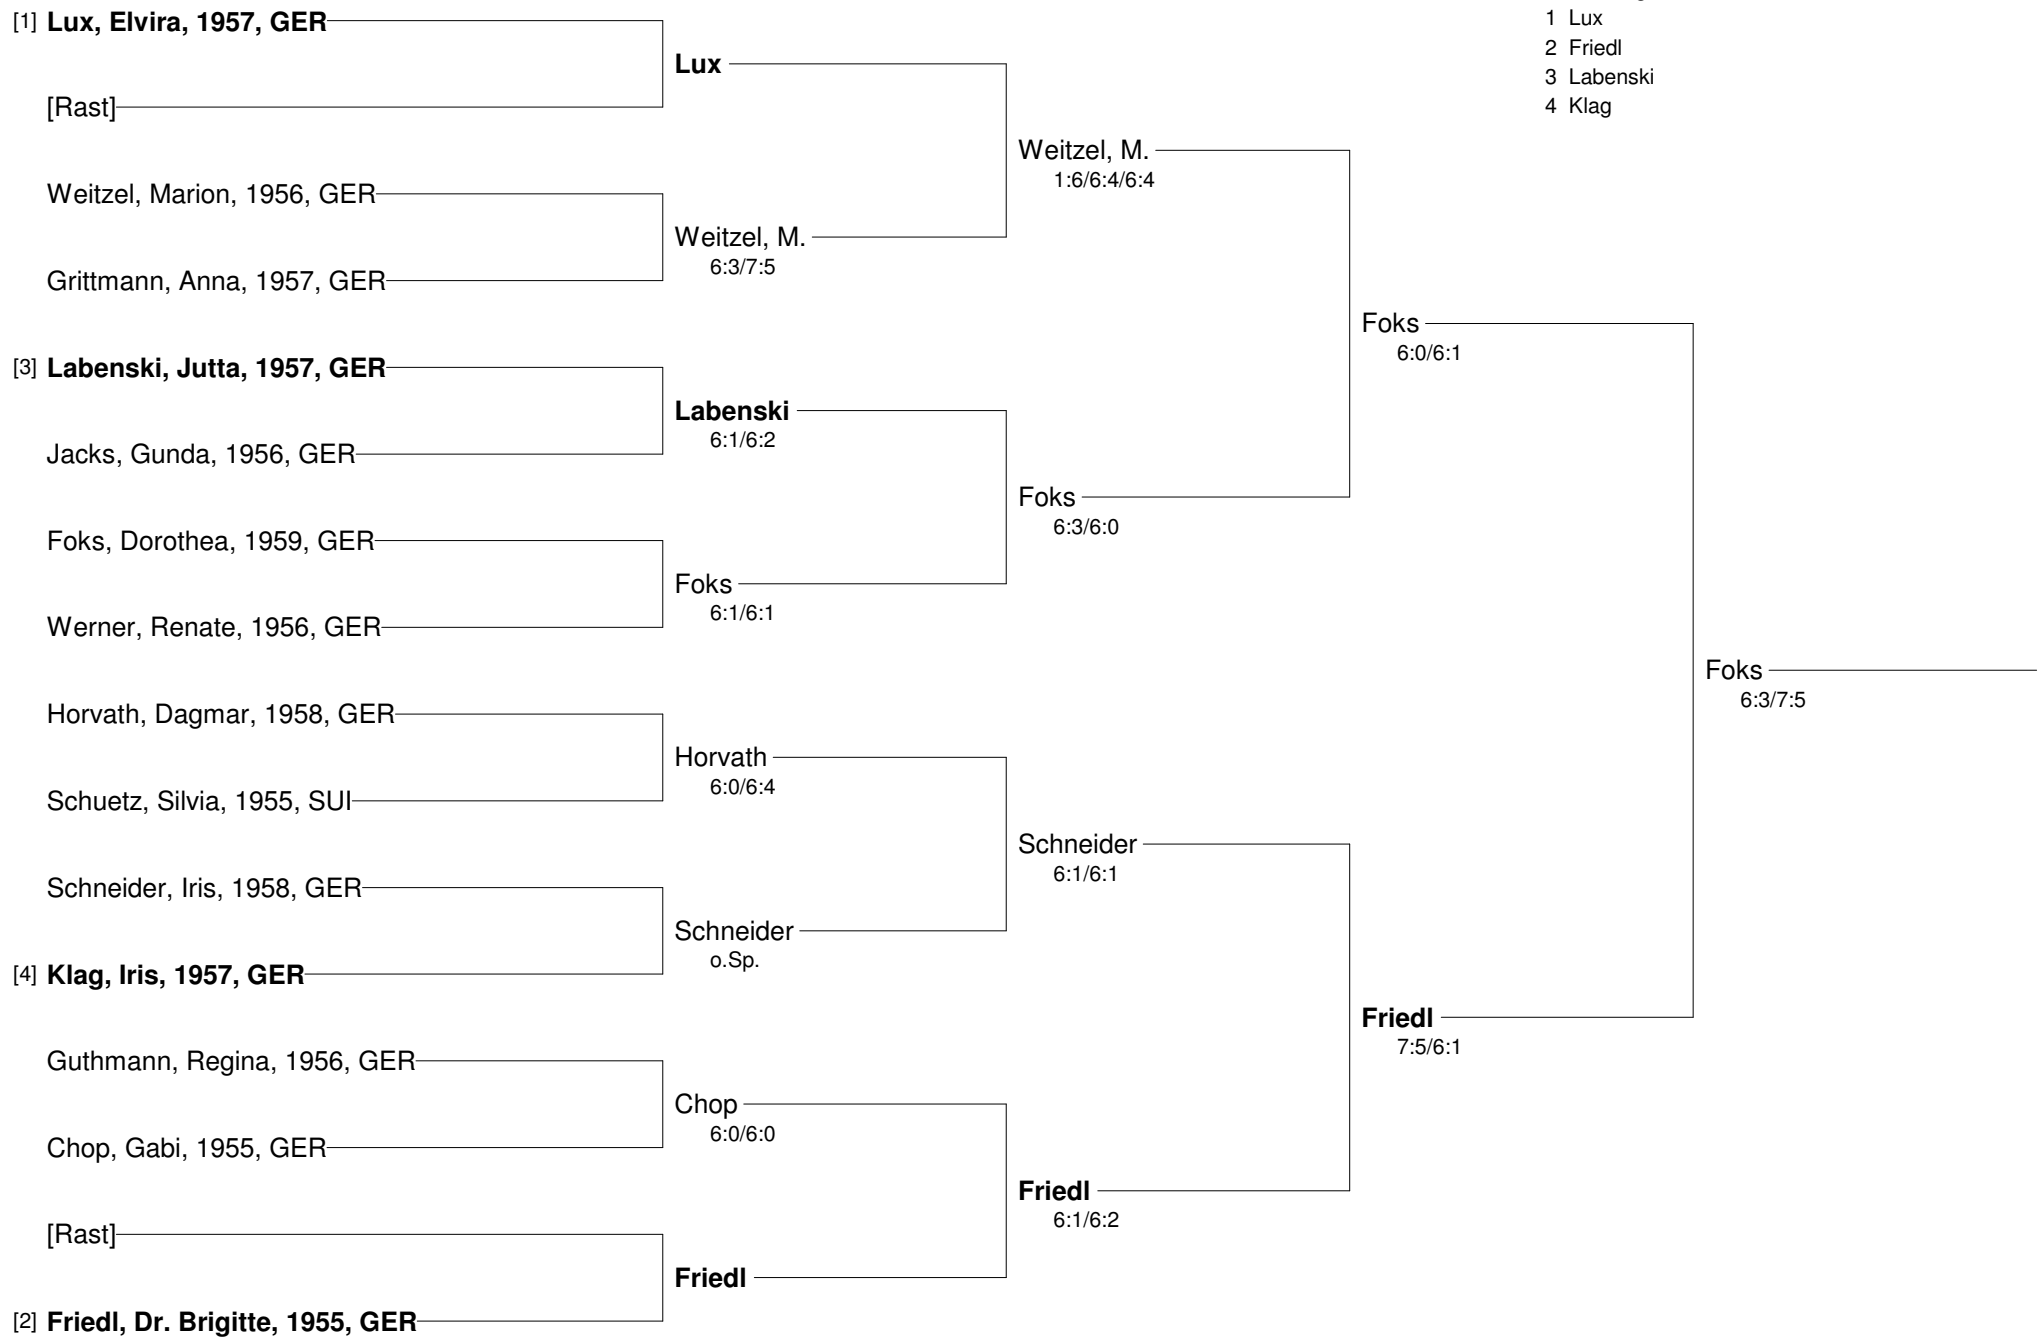 [1] Lux, Elvira, 1957, GER
[Rast]
Weitzel, Marion, 1956, GER
Grittmann, Anna, 1957, GER
[3] Labenski, Jutta, 1957, GER
Jacks, Gunda, 1956, GER
Foks, Dorothea, 1959, GER
Werner, Renate, 1956, GER
Horvath, Dagmar, 1958, GER
Schuetz, Silvia, 1955, SUI
Schneider, Iris, 1958, GER
[4] Klag, Iris, 1957, GER
Guthmann, Regina, 1956, GER
Chop, Gabi, 1955, GER
[Rast]
[2] Friedl, Dr. Brigitte, 1955, GER
Lux
Weitzel, M.
6:3/7:5
Labenski
6:1/6:2
Foks
6:1/6:1
Horvath
6:0/6:4
Schneider
o.Sp.
Chop
6:0/6:0
Friedl
Weitzel, M.
1:6/6:4/6:4
Foks
6:3/6:0
Schneider
6:1/6:1
Friedl
6:1/6:2
Foks
6:0/6:1
Friedl
7:5/6:1
Foks
6:3/7:5
1 Lux
2 Friedl
3 Labenski
4 Klag